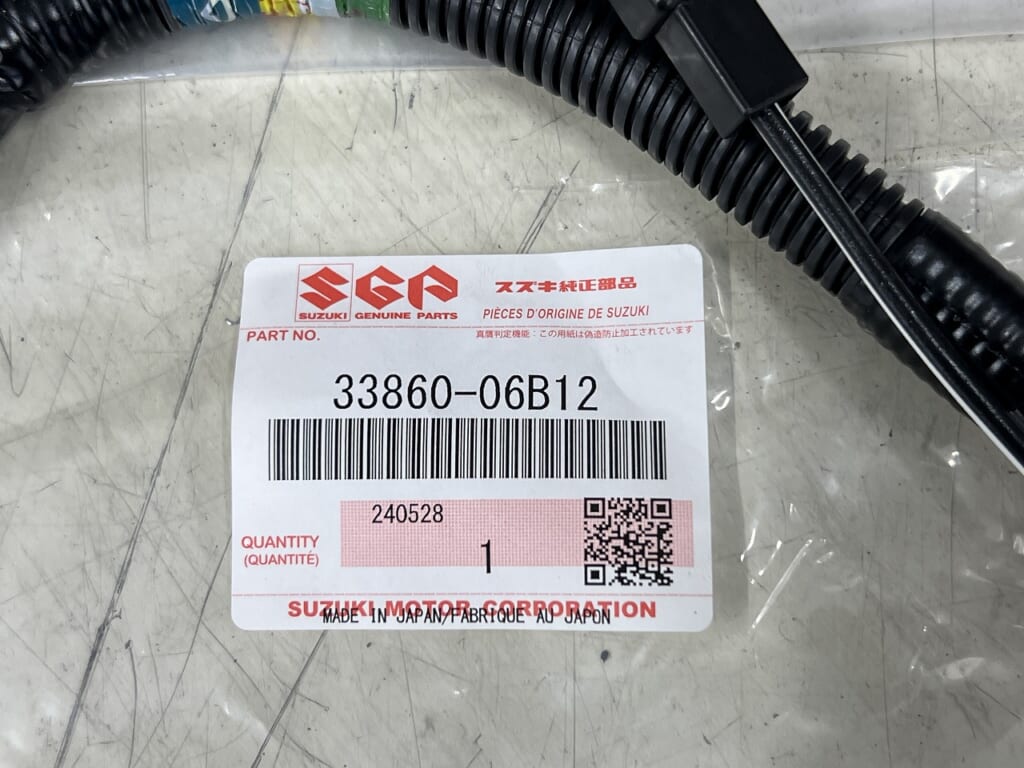 SGP
スズキ純正部品
SUZUKI GENUINE PARTS
PIÈCES D'ORIGINE DE SUZUKI
PART NO.
真贋判定機能:この用紙は偽造防止加工されています
33860-06B12
240528
QUANTITY
(QUANTITÉ)
1
SUZUKI MOTOR CORPORATION
MADE IN JAPAN/FABRIQUE AU JAPON